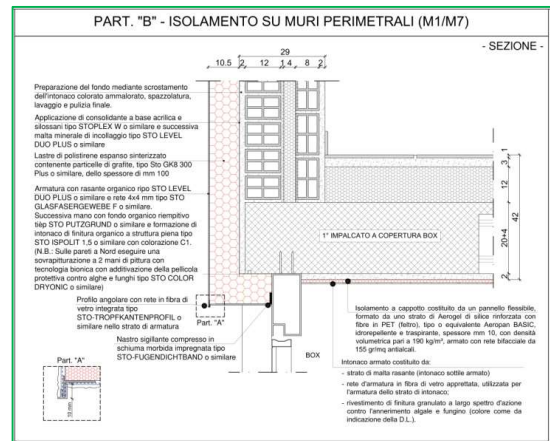 PART. "B" - ISOLAMENTO SU MURI PERIMETRALI (M1/M7)
- SEZIONE -
29
10.5 2 12 1 4 8 2
Preparazione del fondo mediante scrostamento
dell'intonaco colorato ammalorato, spazzolatura,
lavaggio e pulizia finale.
Applicazione di consolidante a base acrilica e
silossani tipo STOPLEX W o similare e successiva
malta minerale di incollaggio tipo STO LEVEL
DUO PLUS o similare
Lastre di polistirene espanso sinterizzato
contenente particelle di grafite, tipo Sto GK8 300
Plus o similare, dello spessore di mm 100
Armatura con rasante organico ripo STO LEVEL
DUO PLUS o similare e rete 4x4 mm tipo STO
GLASFASERGEWEBE F o similare.
Successiva mano con fondo organico riempitivo
tièp STO PUTZGRUND o similare e formazione di
intonaco di finitura organico a struttura piena tipo
STO ISPOLIT 1,5 o similare con colorazione C1.
(N.B.: Sulle pareti a Nord eseguire una
sovrapitturazione a 2 mani di pittura con
tecnologia bionica con additivazione della pellicola
protettiva contro alghe e funghi tipo STO COLOR
DRYONIC o similare)
3 1
12
42
20+4
2
1° IMPALCATO A COPERTURA BOX
Profilo angolare con rete in fibra di
vetro integrata tipo
STO-TROPFKANTENPROFIL o
similare nello strato di armatura
Part. "A"
Nastro sigillante compresso in
schiuma morbida impregnata tipo
STO-FUGENDICHTBAND o similare
BOX
Isolamento a cappotto costituito da un pannello flessibile,
formato da uno strato di Aerogel di silice rinforzata con
fibre in PET (feltro), tipo o equivalente Aeropan BASIC,
idrorepellente e traspirante, spessore mm 10, con densità
volumetrica pari a 190 kg/m³, armato con rete bifacciale da
155 gr/mq antialcali.
Intonaco armato costituito da:
- strato di malta rasante (intonaco sottile armato)
- rete d'armatura in fibra di vetro apprettata, utilizzata per
l'armatura dello strato di intonaco;
- rivestimento di finitura granulato a largo spettro d'azione
contro l'annerimento algale e fungino (colore come da
indicazione della D.L.).
Part. "A"
10 mm